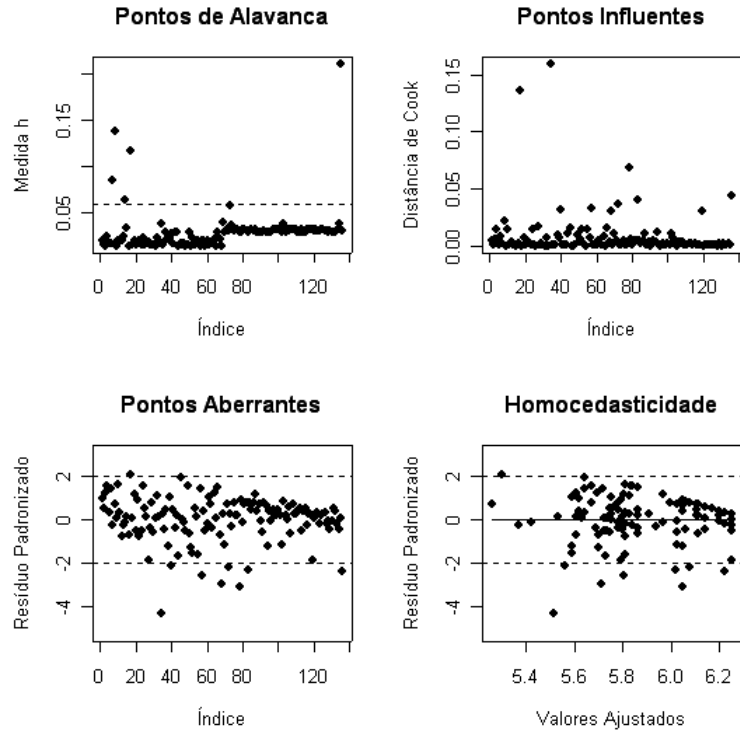 Pontos de Alavanca
Medida h
0.05
0.15
0 20 40 60 80 120
Índice
Pontos Influentes
Distância de Cook
0.00
0.05
0.10
0.15
0 20 40 60 80 120
Índice
Pontos Aberrantes
Resíduo Padronizado
2
0
-2
-4
0 20 40 60 80 120
Índice
Homocedasticidade
Resíduo Padronizado
2
0
-2
-4
5.4 5.6 5.8 6.0 6.2
Valores Ajustados